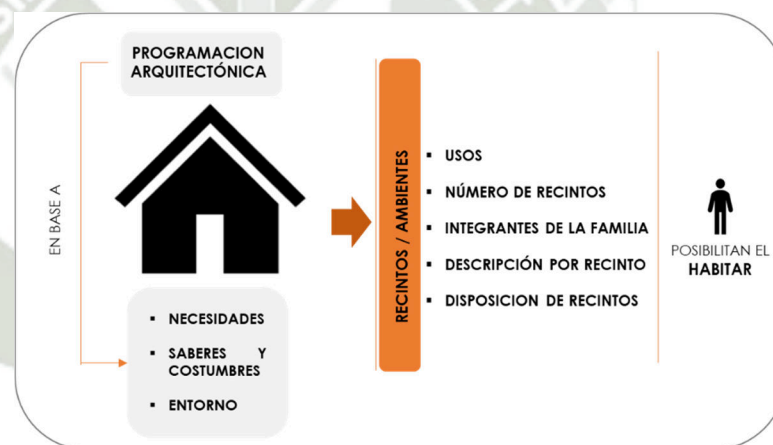 PROGRAMACION
ARQUITECTÓNICA
EN BASE A
▪ NECESIDADES
▪ SABERES Y
COSTUMBRES
▪ ENTORNO
RECINTOS / AMBIENTES
▪ USOS
▪ NÚMERO DE RECINTOS
▪ INTEGRANTES DE LA FAMILIA
▪ DESCRIPCIÓN POR RECINTO
▪ DISPOSICION DE RECINTOS
POSIBILITAN EL
HABITAR